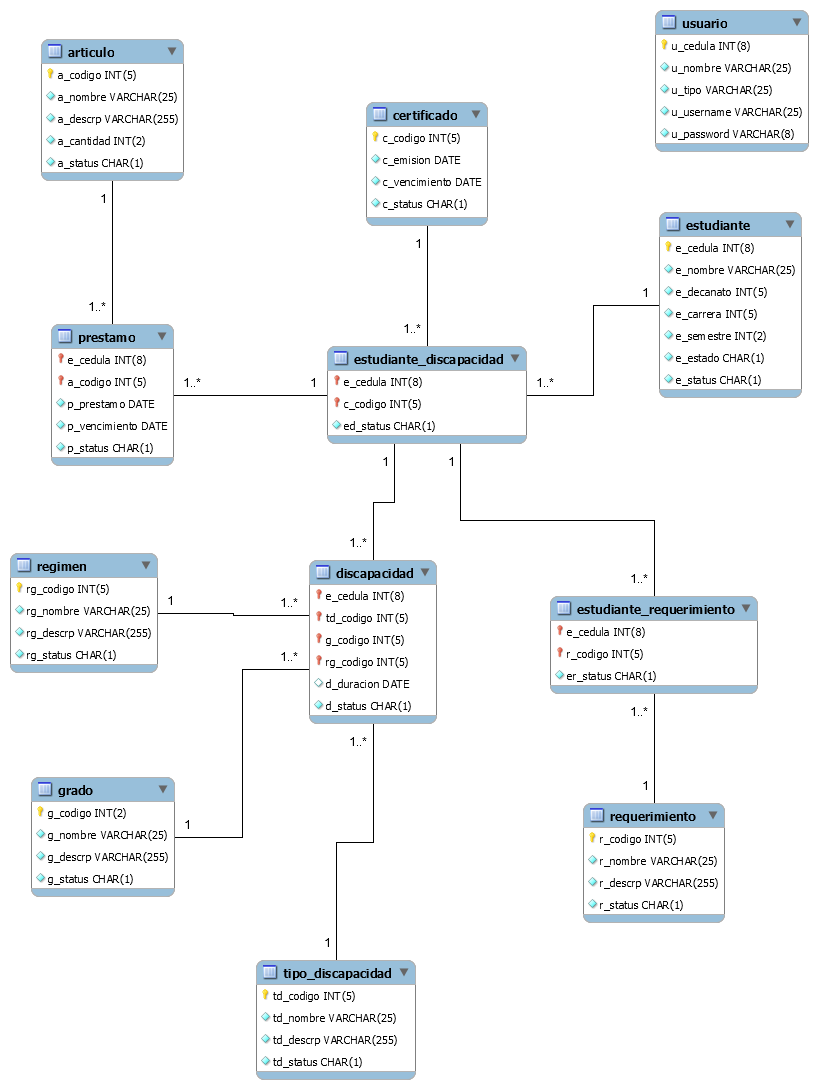 usuario
u_cedula INT(8)
u_nombre VARCHAR(25)
u_tipo VARCHAR(25)
u_username VARCHAR(25)
u_password VARCHAR(8)
articulo
a_codigo INT(5)
a_nombre VARCHAR(25)
a_descrp VARCHAR(255)
a_cantidad INT(2)
a_status CHAR(1)
1
1..*
certificado
c_codigo INT(5)
c_emision DATE
c_vencimiento DATE
c_status CHAR(1)
1
1..*
estudiante
e_cedula INT(8)
e_nombre VARCHAR(25)
e_decanato INT(5)
e_carrera INT(5)
e_semestre INT(2)
e_estado CHAR(1)
e_status CHAR(1)
1
1..*
prestamo
e_cedula INT(8)
a_codigo INT(5)
p_prestamo DATE
p_vencimiento DATE
p_status CHAR(1)
1..*
1
estudiante_discapacidad
e_cedula INT(8)
c_codigo INT(5)
ed_status CHAR(1)
1
1
1..*
1..*
regimen
rg_codigo INT(5)
rg_nombre VARCHAR(25)
rg_descrp VARCHAR(255)
rg_status CHAR(1)
1
1..*
discapacidad
e_cedula INT(8)
td_codigo INT(5)
g_codigo INT(5)
rg_codigo INT(5)
d_duracion DATE
d_status CHAR(1)
1..*
1..*
estudiante_requerimiento
e_cedula INT(8)
r_codigo INT(5)
er_status CHAR(1)
1..*
1
grado
g_codigo INT(2)
g_nombre VARCHAR(25)
g_descrp VARCHAR(255)
g_status CHAR(1)
1
requerimiento
r_codigo INT(5)
r_nombre VARCHAR(25)
r_descrp VARCHAR(255)
r_status CHAR(1)
1
tipo_discapacidad
td_codigo INT(5)
td_nombre VARCHAR(25)
td_descrp VARCHAR(255)
td_status CHAR(1)